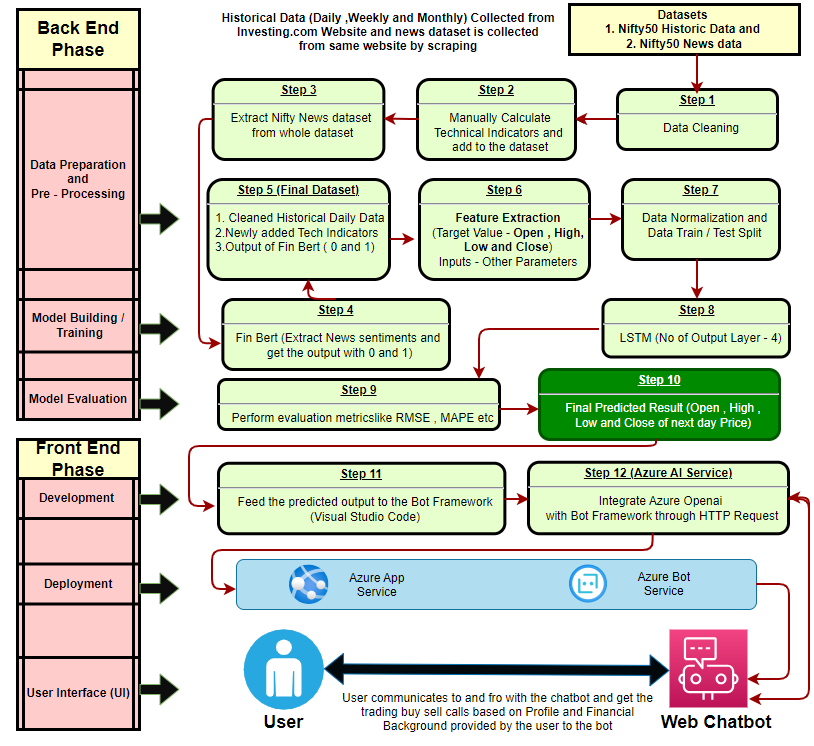 Back End
Phase
Historical Data (Daily ,Weekly and Monthly) Collected from
Investing.com Website and news dataset is collected
from same website by scraping
Datasets
1. Nifty50 Historic Data and
2. Nifty50 News data
Step 3
Extract Nifty News dataset
from whole dataset
Step 2
Manually Calculate
Technical Indicators and
add to the dataset
Step 1
Data Cleaning
Data Preparation
and
Pre - Processing
Step 5 (Final Dataset)
1. Cleaned Historical Daily Data
2.Newly added Tech Indicators
3.Output of Fin Bert ( 0 and 1)
Step 6
Feature Extraction
(Target Value - Open , High,
Low and Close)
Inputs - Other Parameters
Step 7
Data Normalization and
Data Train / Test Split
Model Building /
Training
Step 4
Fin Bert (Extract News sentiments and
get the output with 0 and 1)
Step 8
LSTM (No of Output Layer - 4)
Model Evaluation
Step 9
Perform evaluation metricslike RMSE , MAPE etc
Step 10
Final Predicted Result (Open , High ,
Low and Close of next day Price)
Front End
Phase
Development
Step 11
Feed the predicted output to the Bot Framework
(Visual Studio Code)
Step 12 (Azure AI Service)
Integrate Azure Openai
with Bot Framework through HTTP Request
Deployment
Azure App
Service
Azure Bot
Service
User Interface (UI)
User
User communicates to and fro with the chatbot and get the
trading buy sell calls based on Profile and Financial
Background provided by the user to the bot
Web Chatbot